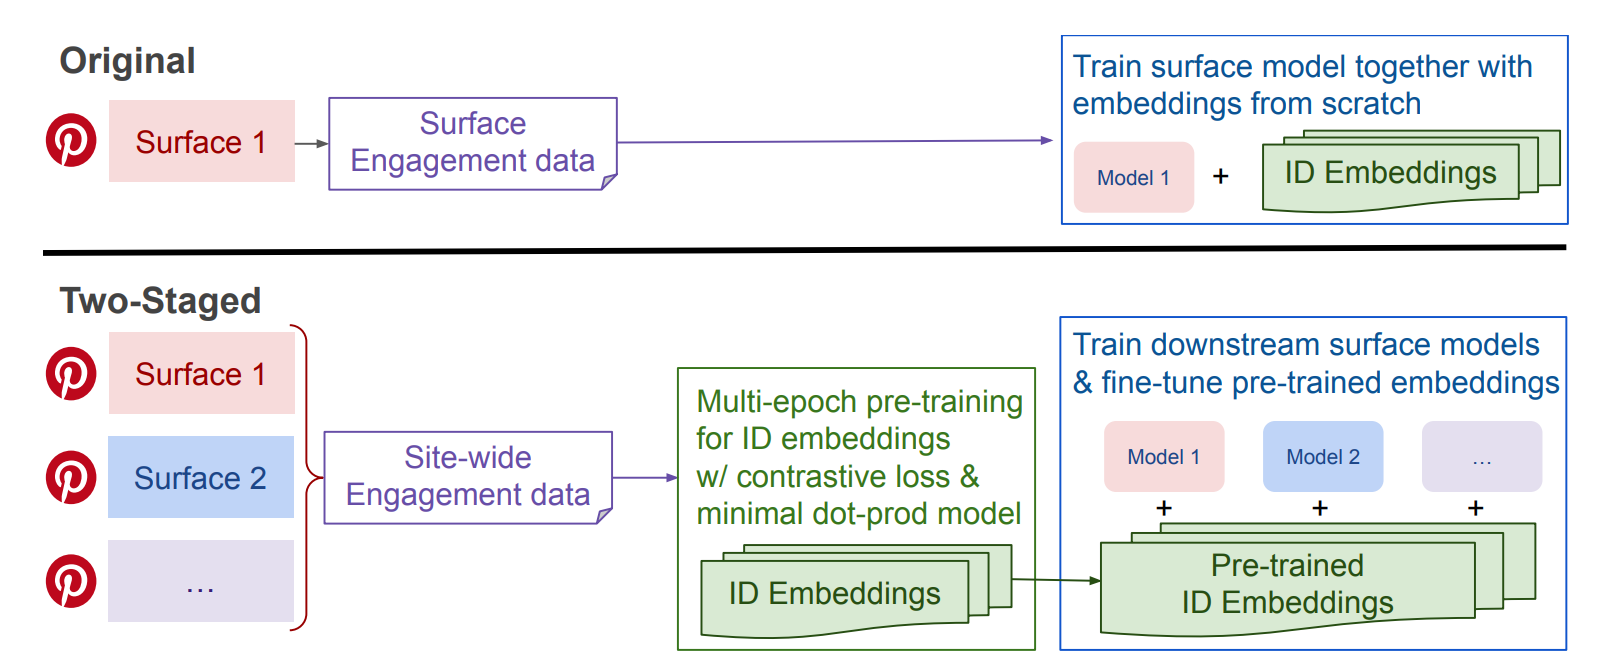 Original
Surface 1
Surface
Engagement data
Train surface model together with
embeddings from scratch
Model 1
+
ID Embeddings
Two-Staged
Surface 1
Surface 2
...
Site-wide
Engagement data
Multi-epoch pre-training
for ID embeddings
w/ contrastive loss &
minimal dot-prod model
ID Embeddings
Train downstream surface models
& fine-tune pre-trained embeddings
Model 1
Model 2
...
+
+
+
Pre-trained
ID Embeddings